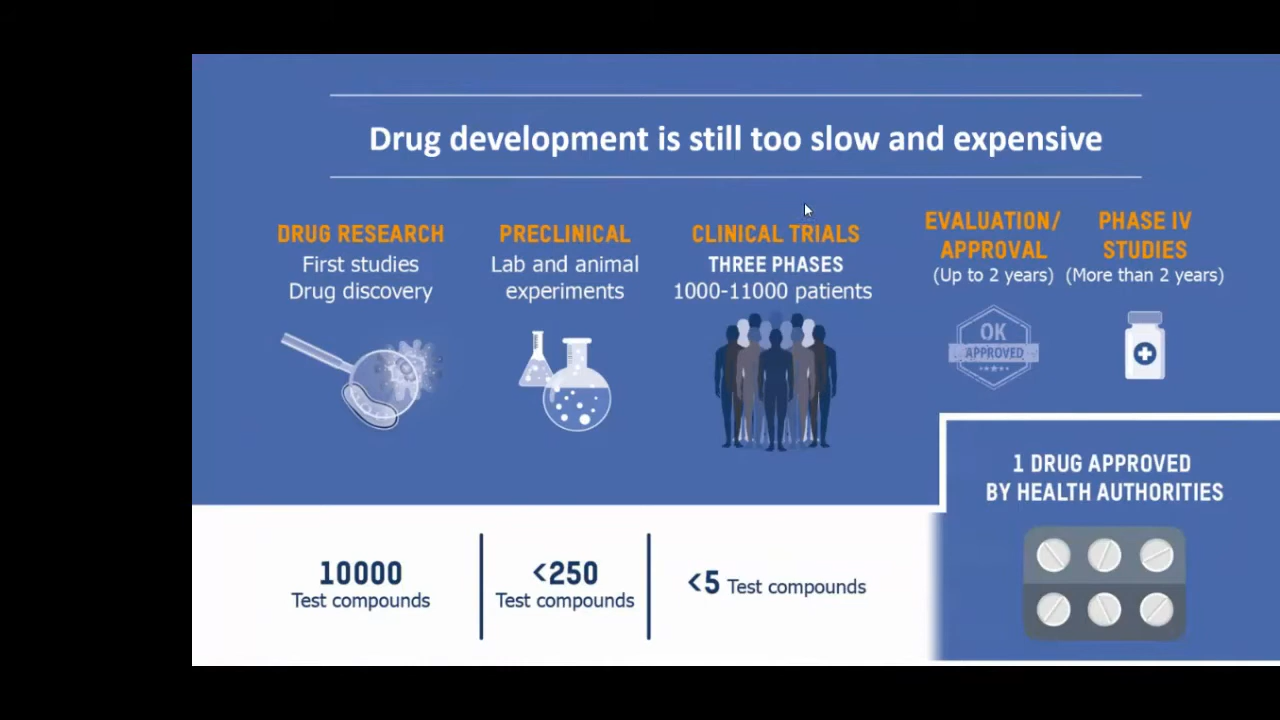 Drug development is still too slow and expensive
DRUG RESEARCH
First studies
Drug discovery
PRECLINICAL
Lab and animal
experiments
CLINICAL TRIALS
THREE PHASES
1000-11000 patients
EVALUATION/
APPROVAL
(Up to 2 years)
OK
APPROVED
PHASE IV
STUDIES
(More than 2 years)
10000
Test compounds
<250
Test compounds
<5 Test compounds
1 DRUG APPROVED
BY HEALTH AUTHORITIES